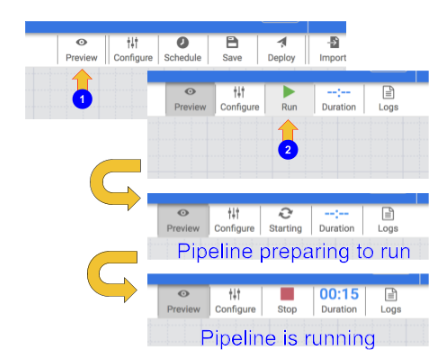 Preview Configure Schedule Save Deploy Import
1
Preview Configure Run --:-- Duration Logs
2
Preview Configure Starting --:-- Duration Logs
Pipeline preparing to run
Preview Configure Stop 00:15 Duration Logs
Pipeline is running